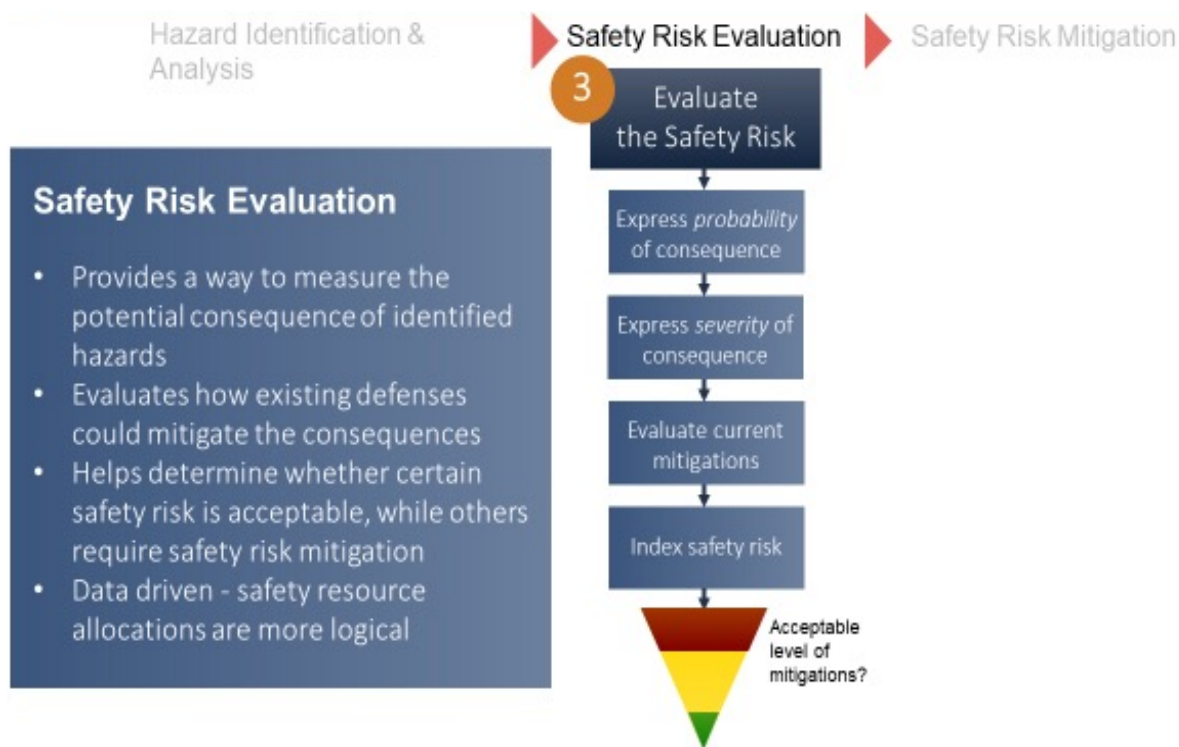 Hazard Identification &
Analysis
Safety Risk Evaluation
Safety Risk Mitigation
3
Evaluate
the Safety Risk
Safety Risk Evaluation
• Provides a way to measure the
potential consequence of identified
hazards
• Evaluates how existing defenses
could mitigate the consequences
• Helps determine whether certain
safety risk is acceptable, while others
require safety risk mitigation
• Data driven - safety resource
allocations are more logical
Express probability
of consequence
Express severity of
consequence
Evaluate current
mitigations
Index safety risk
Acceptable
level of
mitigations?